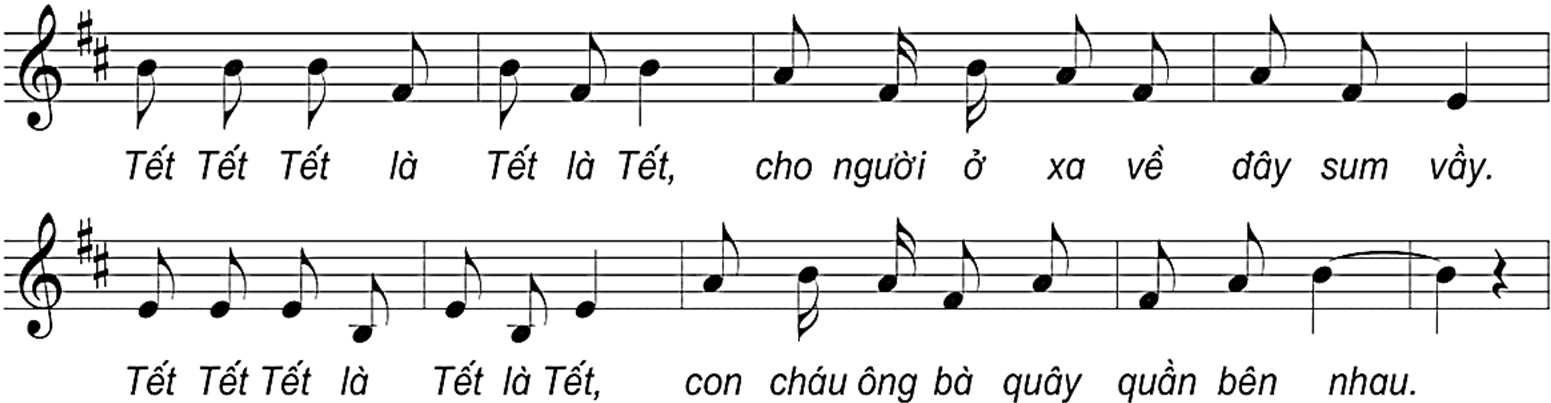 Tết Tết Tết là Tết là Tết, cho người ở xa về đây sum vầy.
Tết Tết Tết là Tết là Tết, con cháu ông bà quây quần bên nhau.